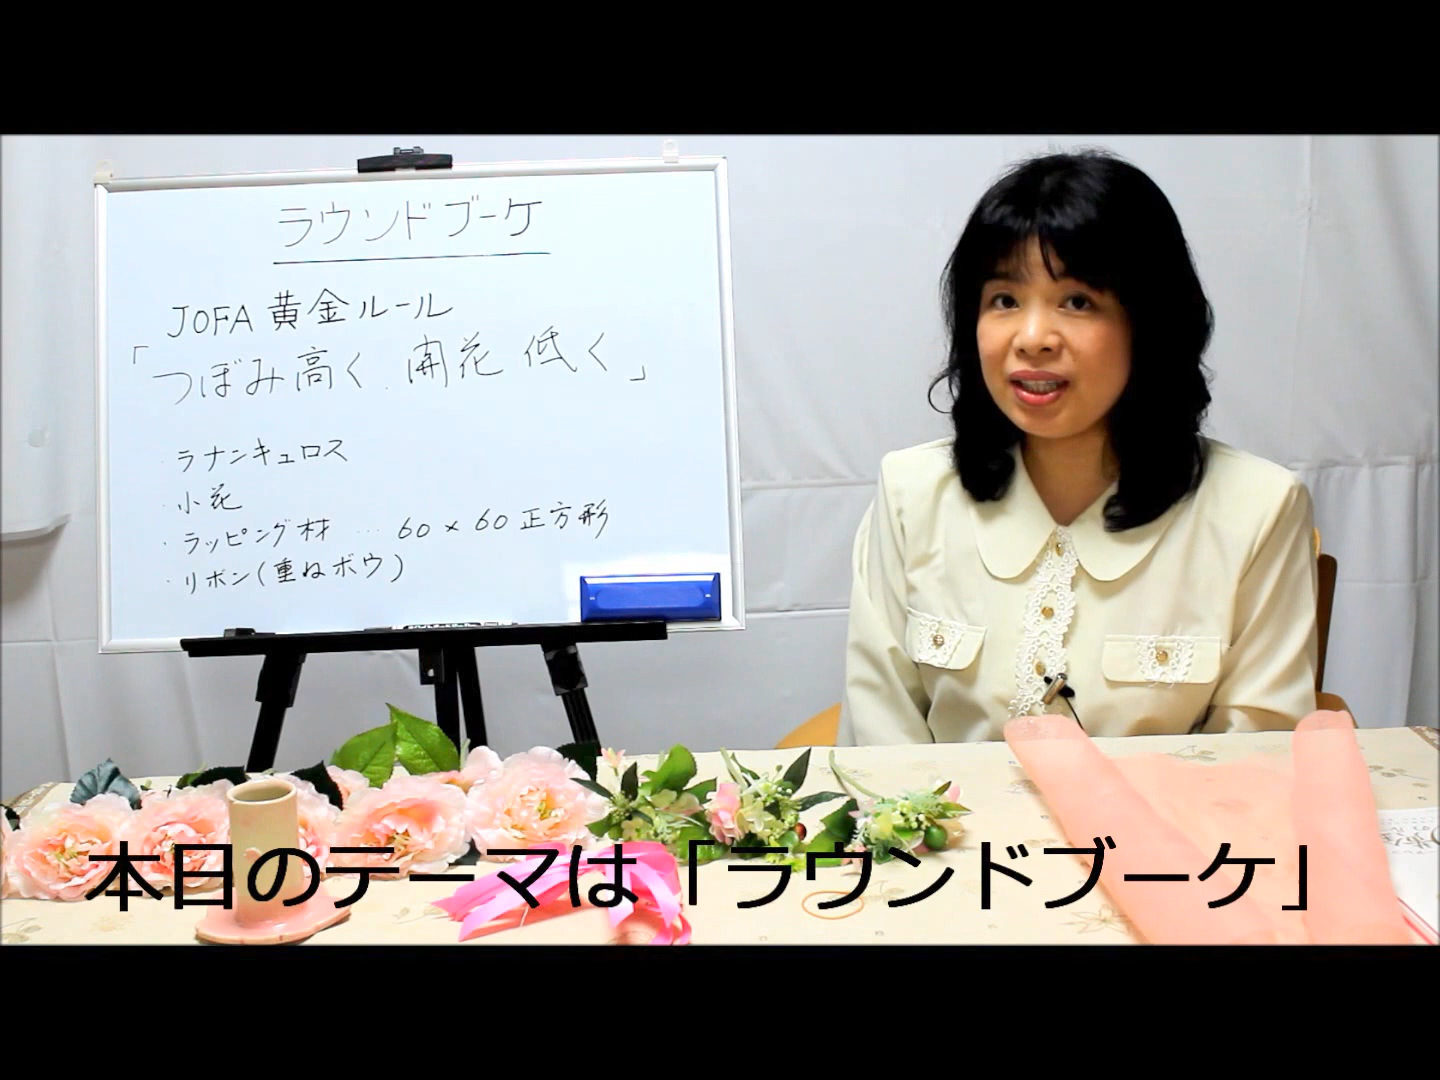 ラウンドブーケ
JOFA 黄金ルール
「つぼみ高く、開花 低く」
・ラナンキュロス
・小花
・ラッピング材 … 60×60 正方形
・リボン(重ねボウ)
本日のテーマは「ラウンドブーケ」